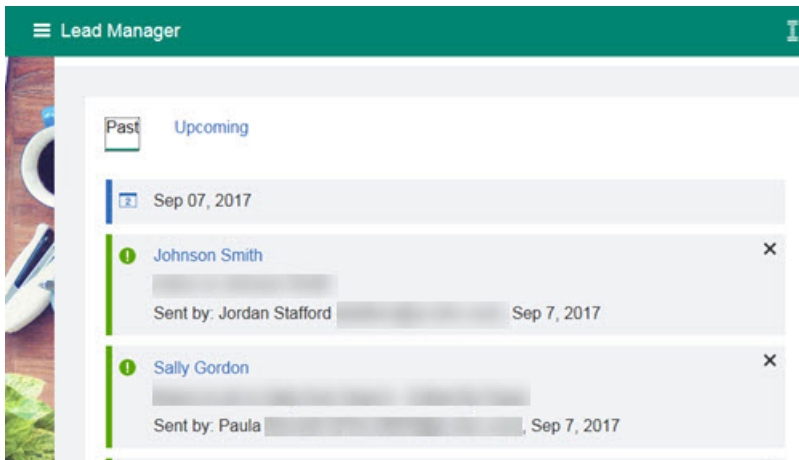 Lead Manager
Past
Upcoming
2
Sep 07, 2017
Johnson Smith
Sent by: Jordan Stafford Sep 7, 2017
Sally Gordon
Sent by: Paula , Sep 7, 2017